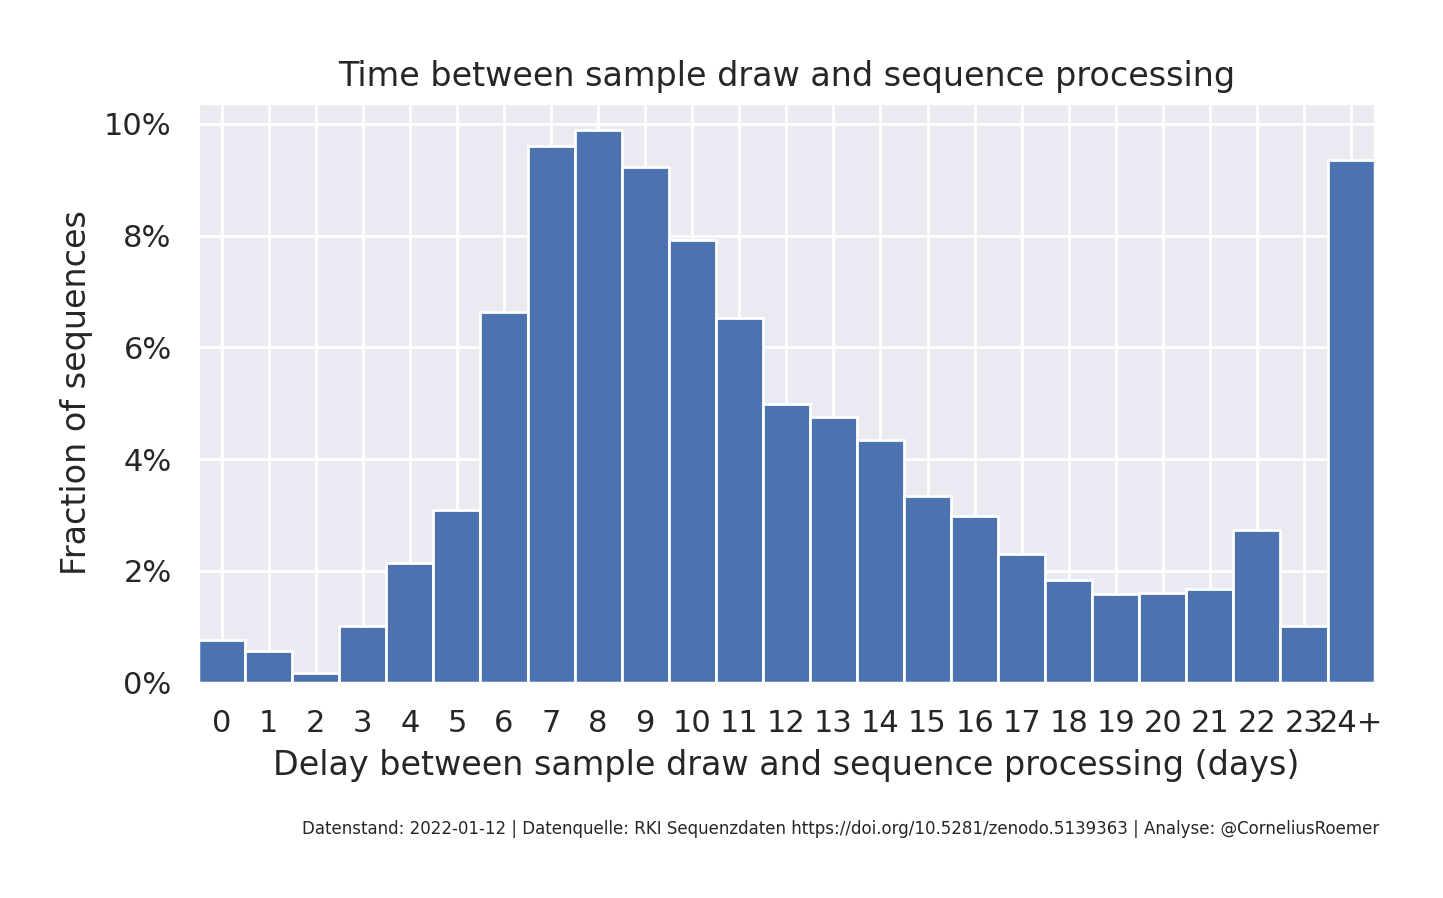 Time between sample draw and sequence processing
10%
8%
6%
4%
2%
0%
Fraction of sequences
0 1 2 3 4 5 6 7 8 9 10 11 12 13 14 15 16 17 18 19 20 21 22 23 24+
Delay between sample draw and sequence processing (days)
Datenstand: 2022-01-12 | Datenquelle: RKI Sequenzdaten https://doi.org/10.5281/zenodo.5139363 | Analyse: @CorneliusRoemer